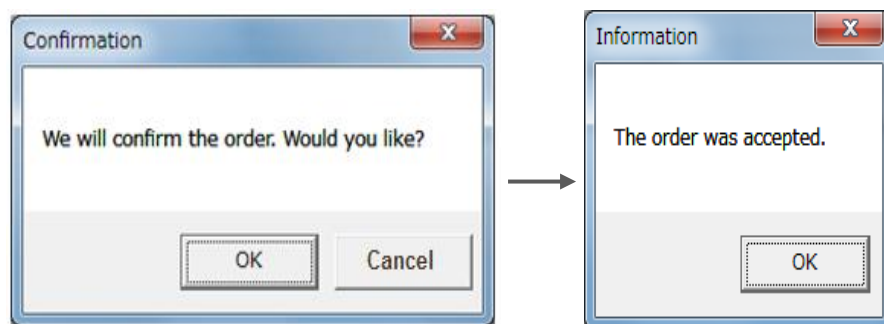 Confirmation
We will confirm the order. Would you like?
OK
Cancel
Information
The order was accepted.
OK